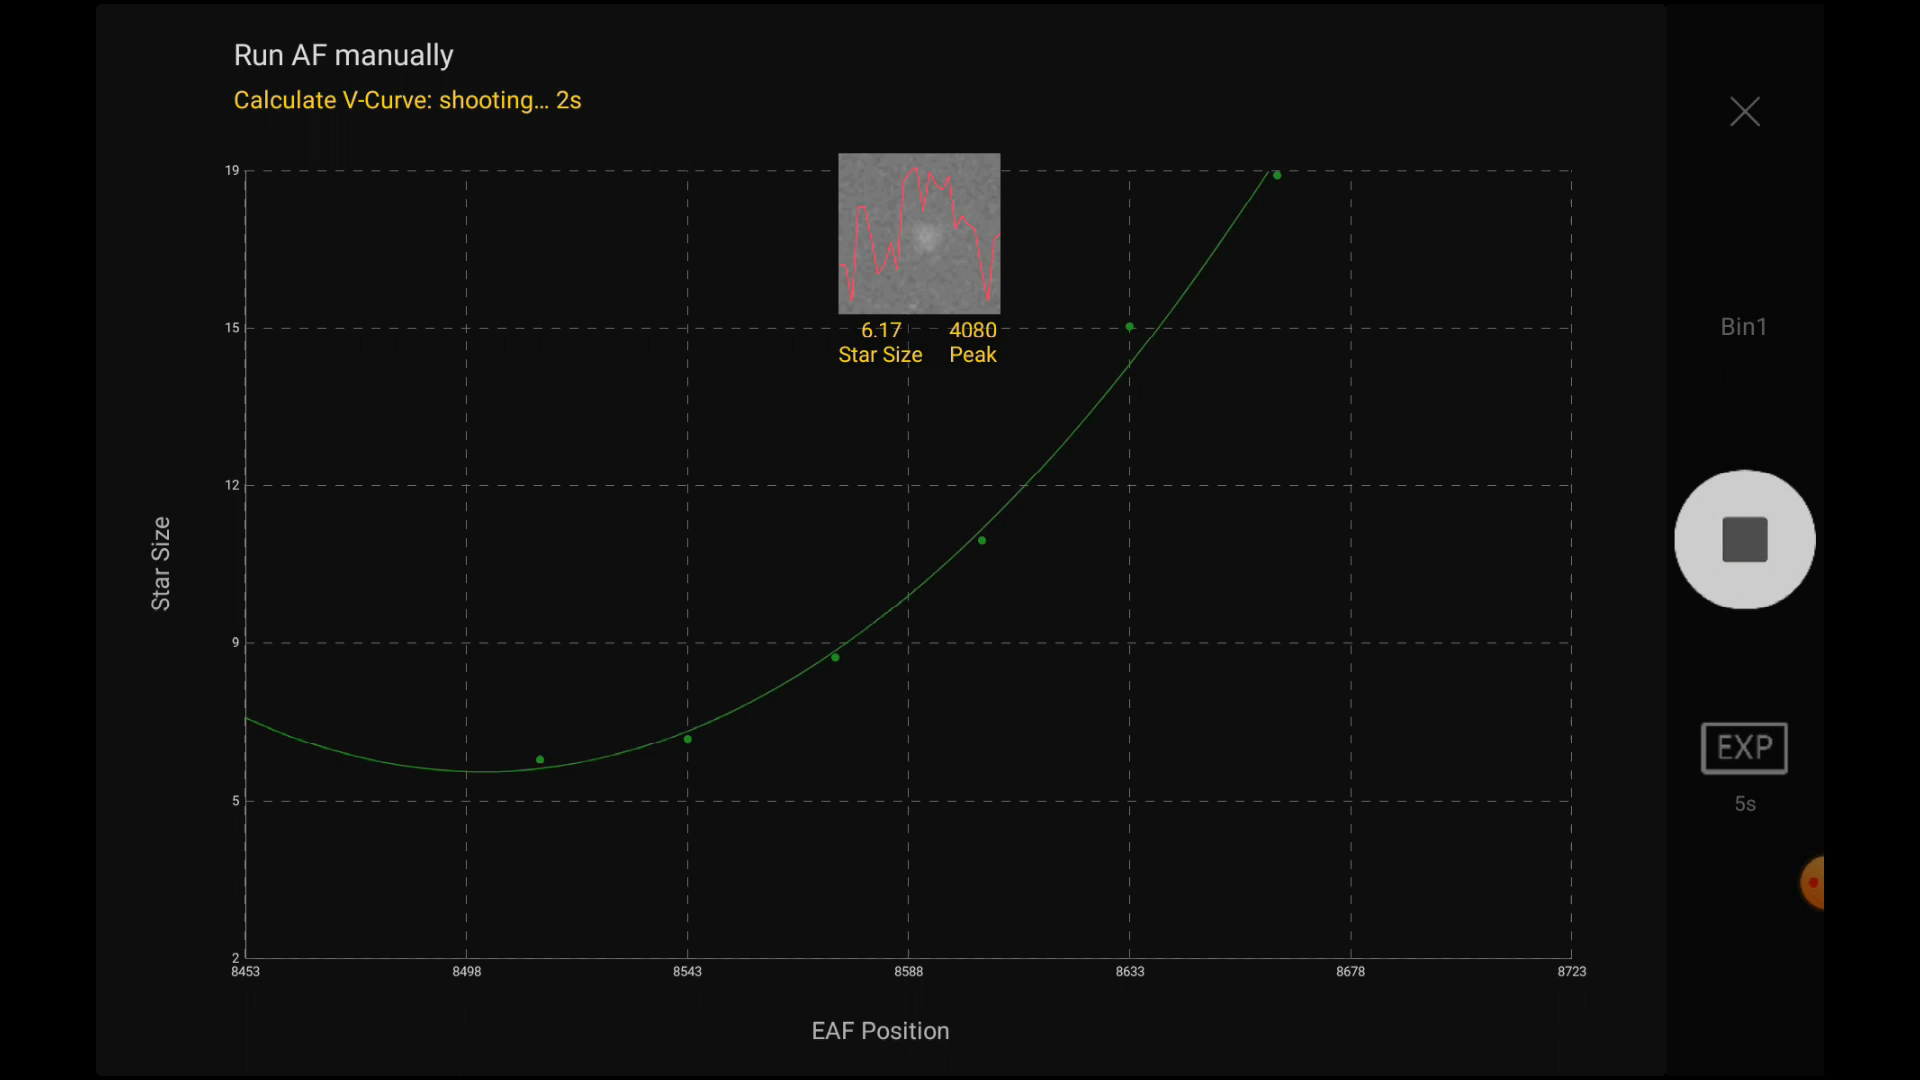 Run AF manually
Calculate V-Curve: shooting... 2s
19
15
12
9
5
2
Star Size
6.17 4080
Star Size Peak
8453 8498 8543 8588 8633 8678 8723
EAF Position
Bin1
EXP
5s